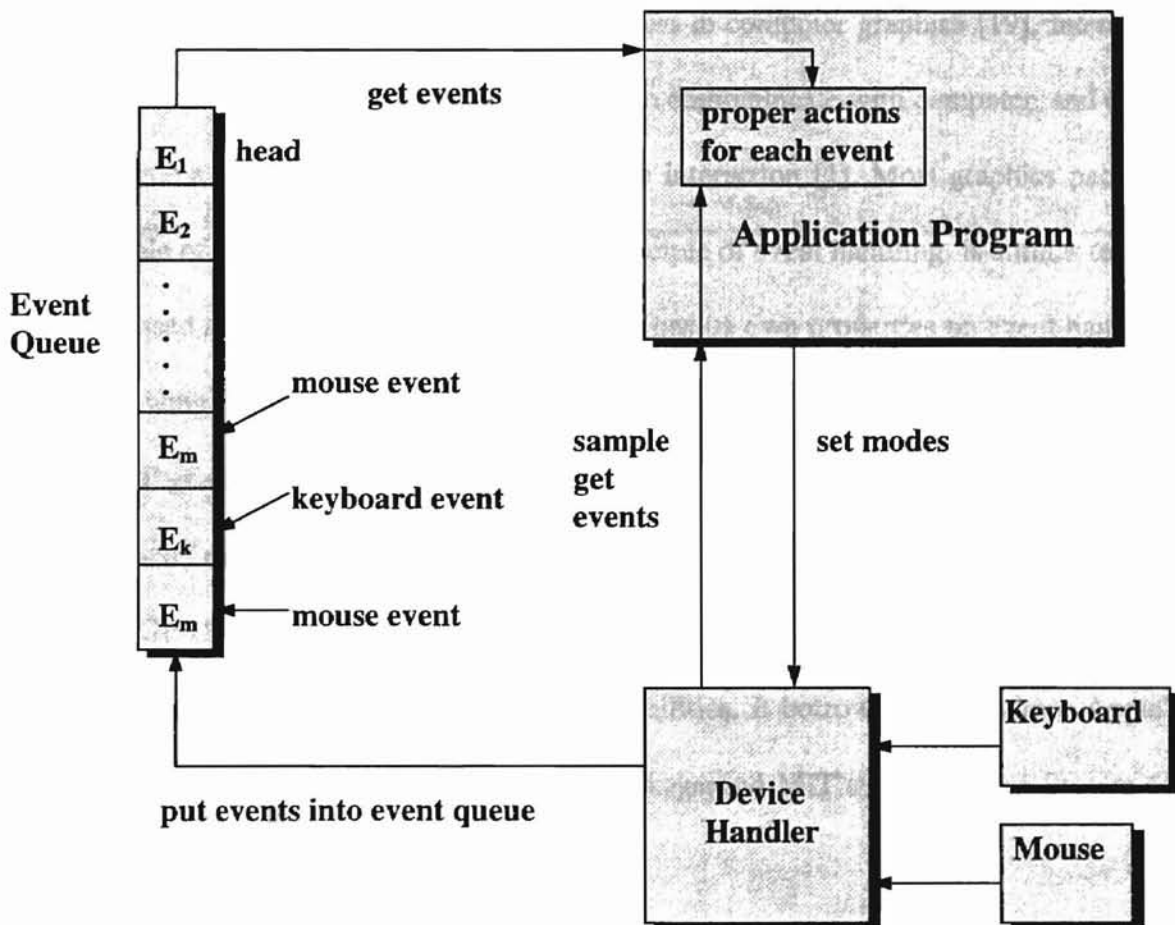 get events
head
E₁
E₂
Event
Queue
mouse event
Eₘ
keyboard event
Eₖ
mouse event
Eₘ
put events into event queue
proper actions
for each event
Application Program
sample
get
events
set modes
Device
Handler
Keyboard
Mouse